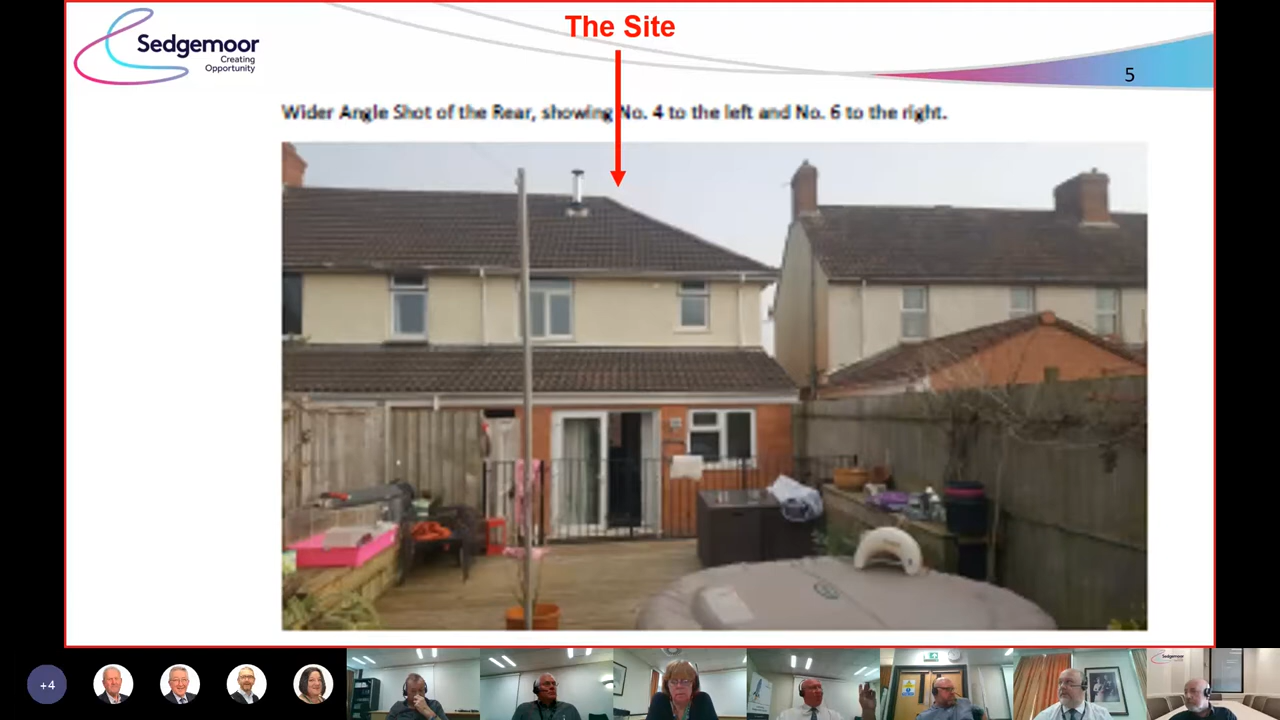 The Site
Sedgemoor
Creating
Opportunity
5
Wider Angle Shot of the Rear, showing No. 4 to the left and No. 6 to the right.
+4
Sedgemoor